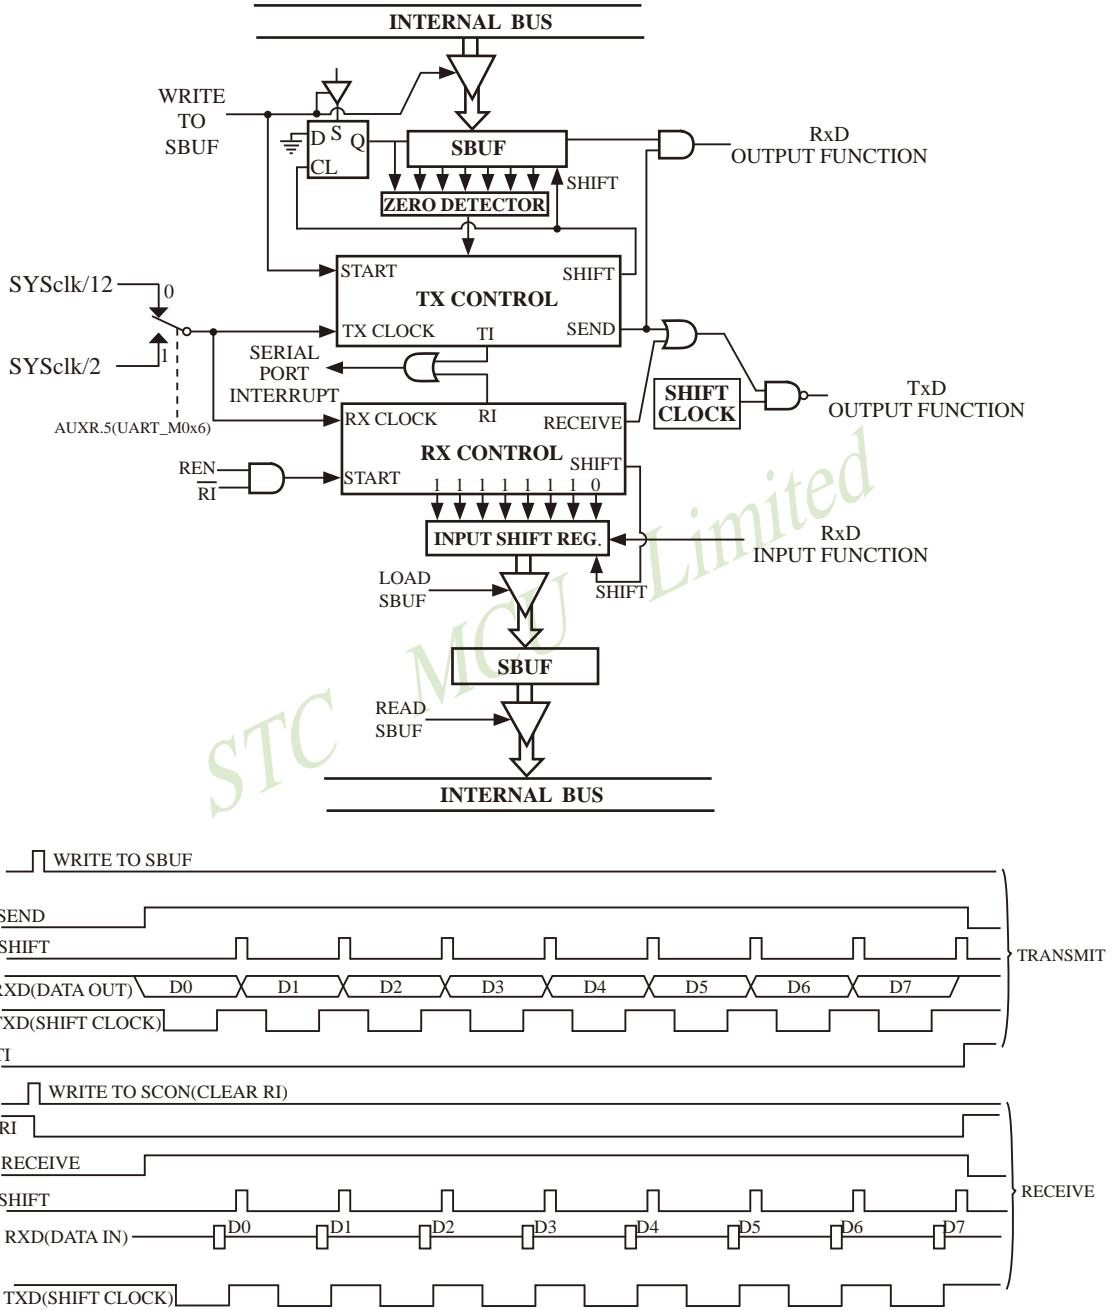 INTERNAL BUS
WRITE
TO
SBUF
D S Q
CL
SBUF
RxD
OUTPUT FUNCTION
SHIFT
ZERO DETECTOR
START
SHIFT
TX CONTROL
SYSclk/12
0
TX CLOCK
TI
SEND
SYSclk/2
1
SERIAL
PORT
INTERRUPT
SHIFT
CLOCK
TxD
OUTPUT FUNCTION
AUXR.5(UART_M0x6)
RX CLOCK
RI
RECEIVE
RX CONTROL
SHIFT
REN
RI
START
1 1 1 1 1 1 1 0
INPUT SHIFT REG.
RxD
INPUT FUNCTION
LOAD
SBUF
SHIFT
SBUF
READ
SBUF
INTERNAL BUS
STC MCU Limited
WRITE TO SBUF
SEND
SHIFT
TRANSMIT
RXD(DATA OUT) D0 D1 D2 D3 D4 D5 D6 D7
TXD(SHIFT CLOCK)
TI
WRITE TO SCON(CLEAR RI)
RI
RECEIVE
SHIFT
RECEIVE
RXD(DATA IN) D0 D1 D2 D3 D4 D5 D6 D7
TXD(SHIFT CLOCK)